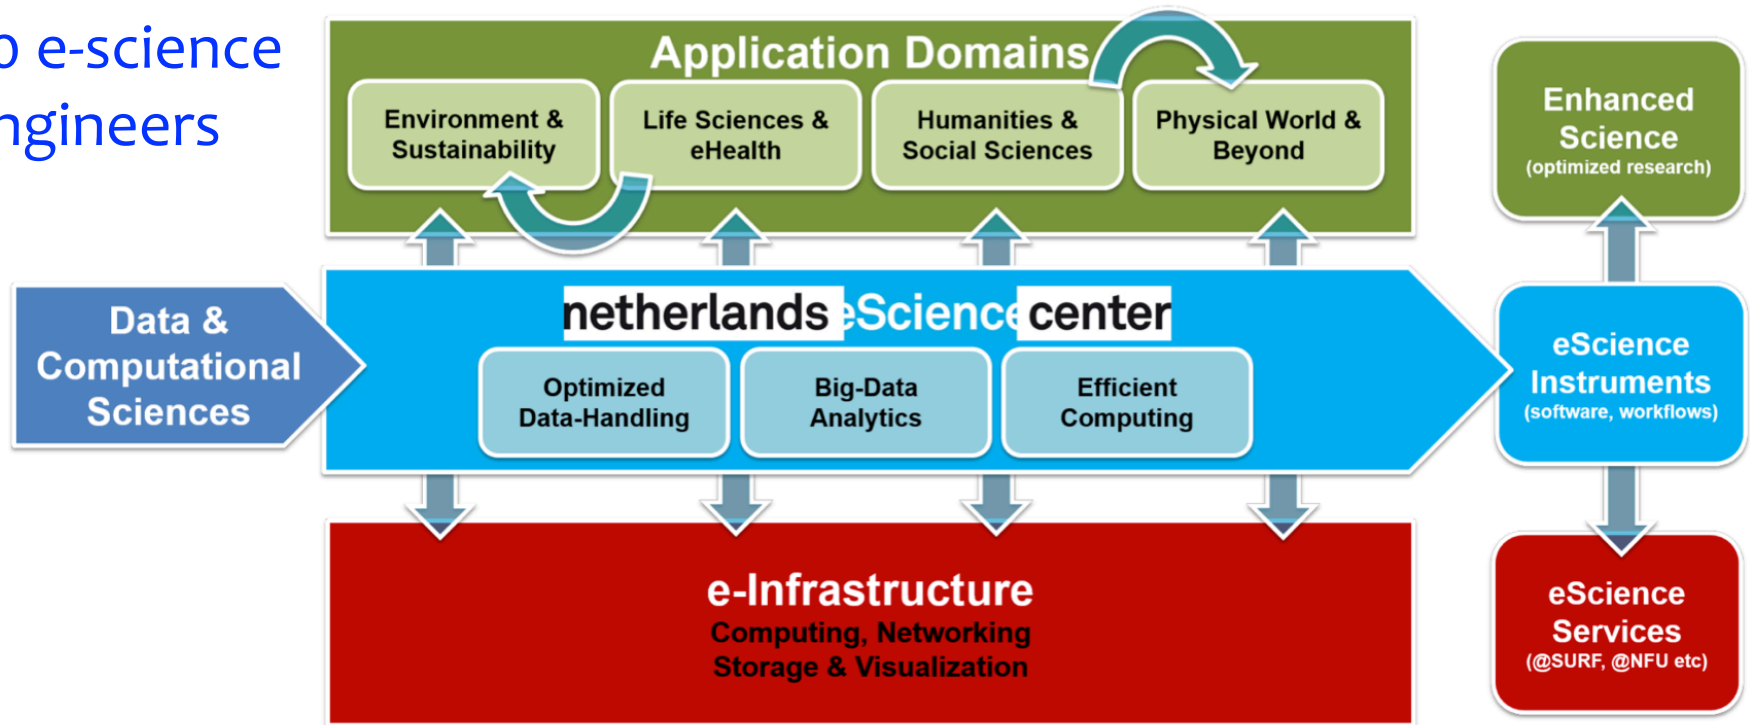 e-science
Application Domains
Environment &
Sustainability
Life Sciences &
eHealth
Humanities &
Social Sciences
Physical World &
Beyond
Enhanced
Science
(optimized research)
Data &
Computational
Sciences
netherlands eScience center
Optimized
Data-Handling
Big-Data
Analytics
Efficient
Computing
eScience
Instruments
(software, workflows)
e-Infrastructure
Computing, Networking
Storage & Visualization
eScience
Services
(@SURF, @NFU etc)